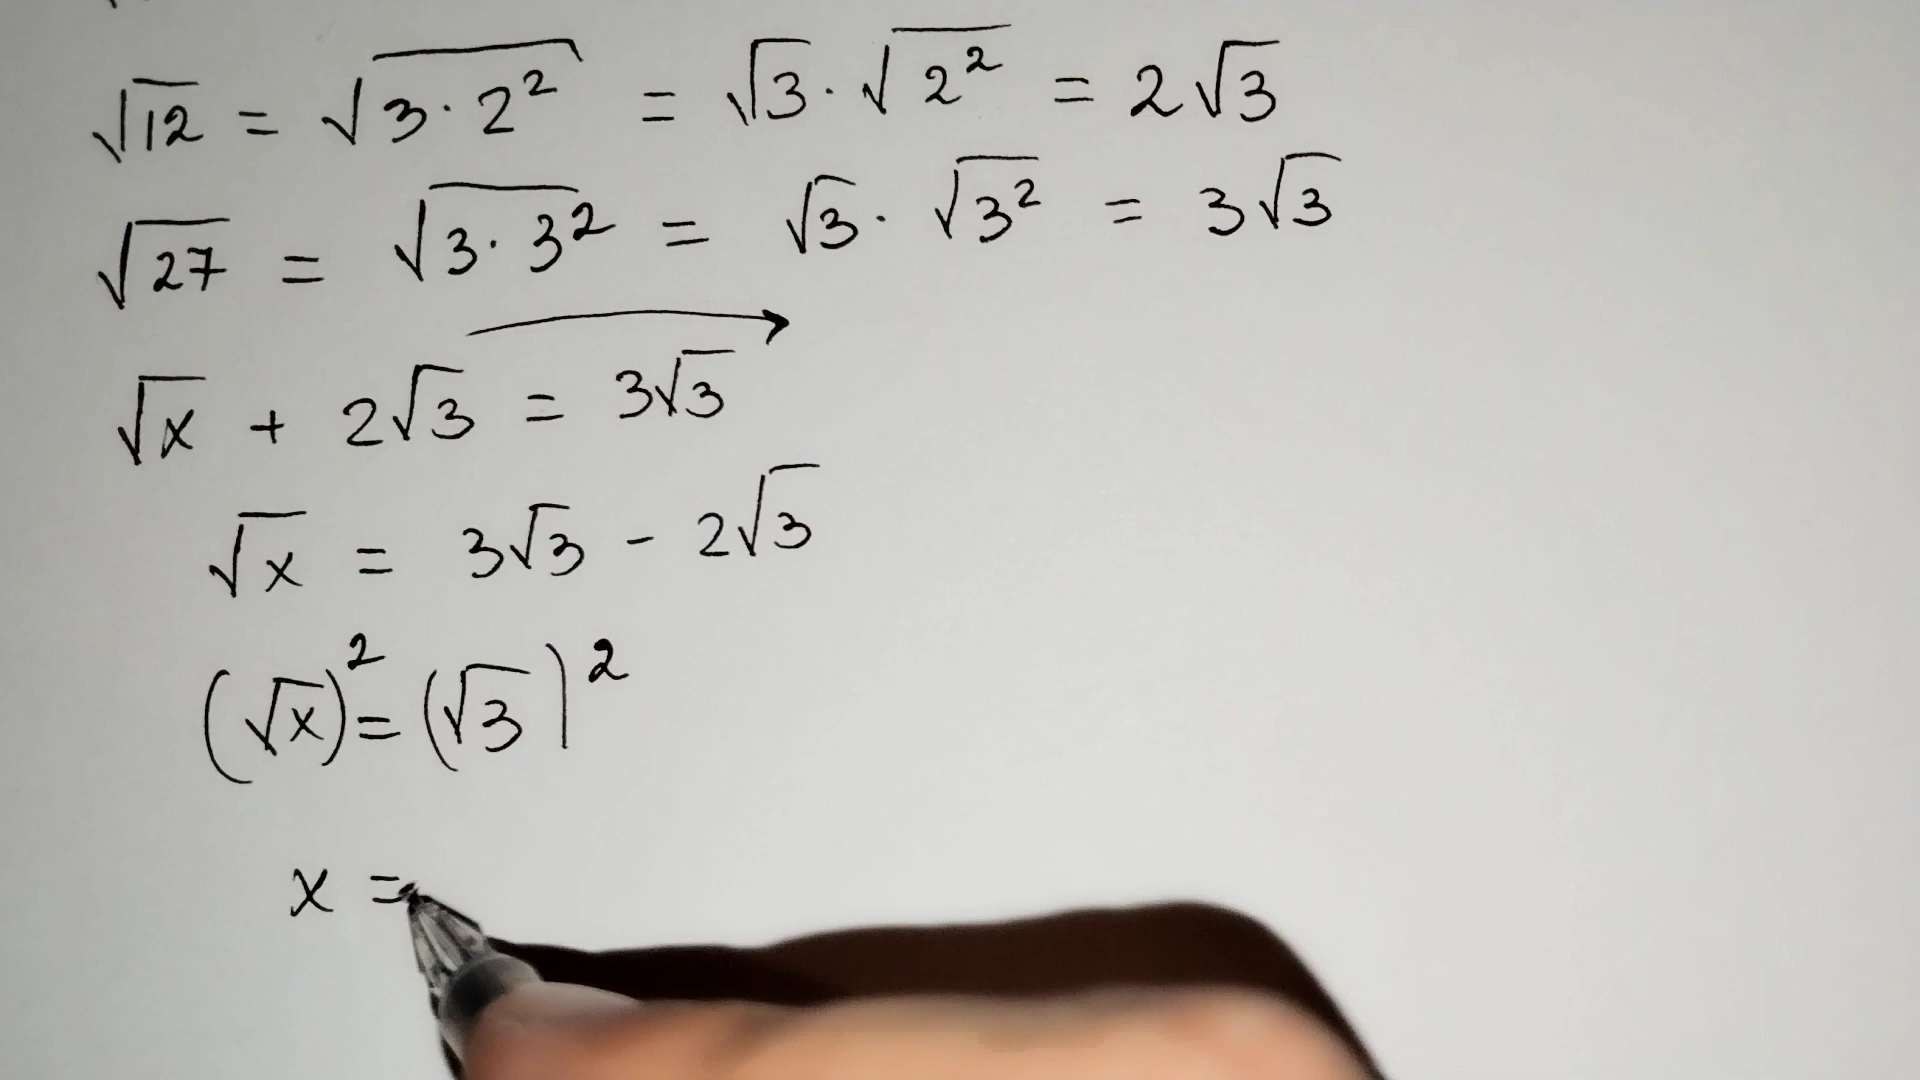 √12 = √(3·2²) = √3·√(2²) = 2√3
√27 = √(3·3²) = √3·√(3²) = 3√3
√x + 2√3 = 3√3
√x = 3√3 - 2√3
(√x)² = (√3)²
x =